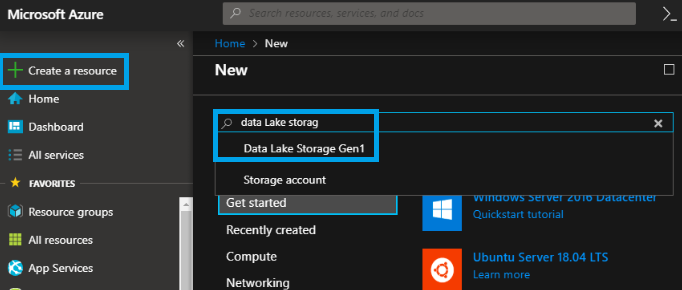 Microsoft Azure
Search resources, services, and docs
Create a resource
Home
Dashboard
All services
FAVORITES
Resource groups
All resources
App Services
Home > New
New
data Lake storag
Data Lake Storage Gen1
Storage account
Get started
Recently created
Compute
Networking
Windows Server 2016 Datacenter
Quickstart tutorial
Ubuntu Server 18.04 LTS
Learn more